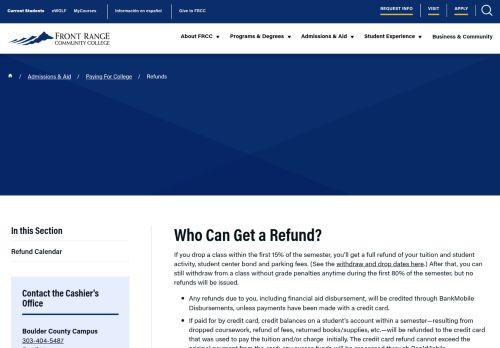 Current Students eWOLF MyCourses Información en español Give to FRCC REQUEST INFO VISIT APPLY
FRONT RANGE
COMMUNITY COLLEGE
About FRCC Programs & Degrees Admissions & Aid Student Experience Business & Community
/ Admissions & Aid / Paying For College / Refunds
In this Section
Refund Calendar
Contact the Cashier's
Office
Boulder County Campus
303-404-5487
Who Can Get a Refund?
If you drop a class within the first 15% of the semester, you'll get a full refund of your tuition and student
activity, student center bond and parking fees. (See the withdraw and drop dates here.) After that, you can
still withdraw from a class without grade penalties anytime during the first 80% of the semester, but no
refunds will be issued.
• Any refunds due to you, including financial aid disbursement, will be credited through BankMobile
Disbursements, unless payments have been made with a credit card.
• If paid for by credit card, credit balances on a student's account within a semester—resulting from
dropped coursework, refund of fees, returned books/supplies, etc.—will be refunded to the credit card
that was used to pay the tuition and/or charge initially. The credit card refund cannot exceed the